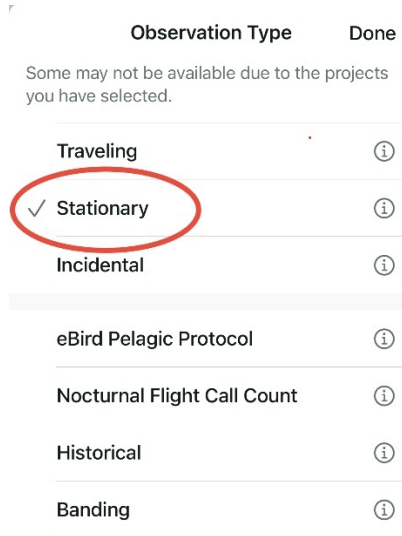 Observation Type Done
Some may not be available due to the projects
you have selected.
Traveling
Stationary
Incidental
eBird Pelagic Protocol
Nocturnal Flight Call Count
Historical
Banding